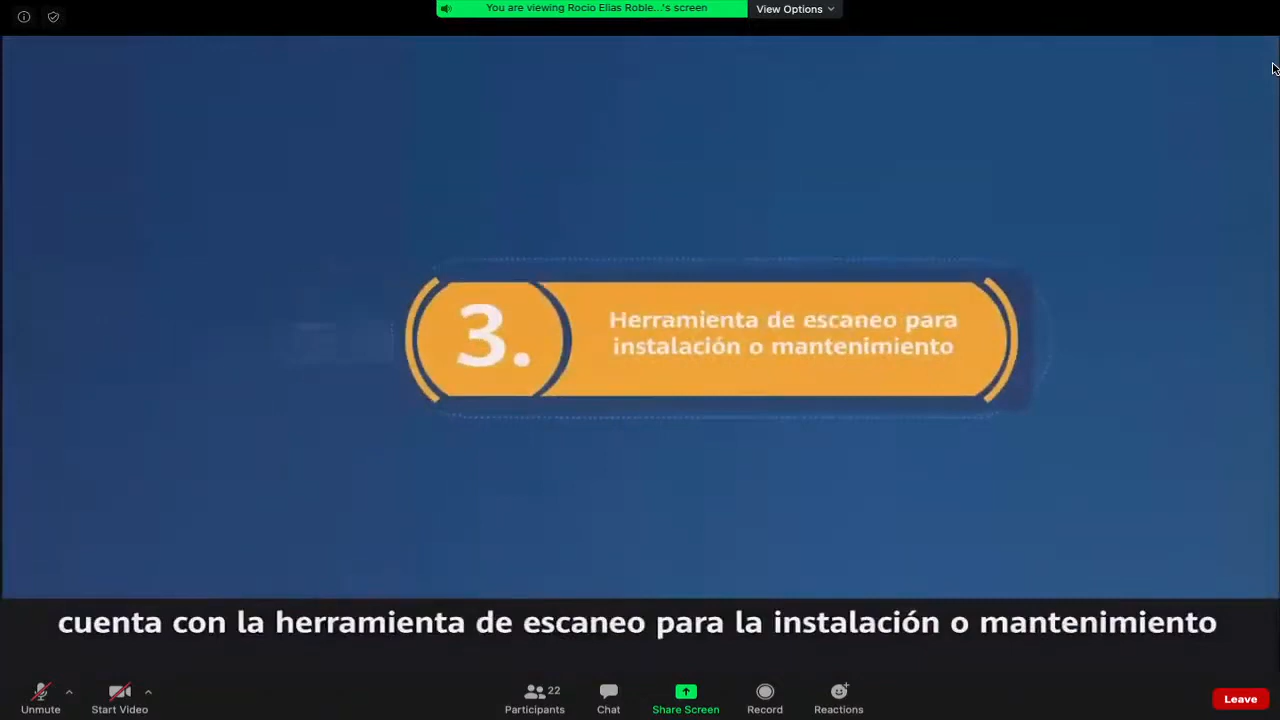 You are viewing Rocio Elias Roble...'s screen
View Options
3.
Herramienta de escaneo para
instalación o mantenimiento
cuenta con la herramienta de escaneo para la instalación o mantenimiento
Unmute
Start Video
22
Participants
Chat
Share Screen
Record
Reactions
Leave